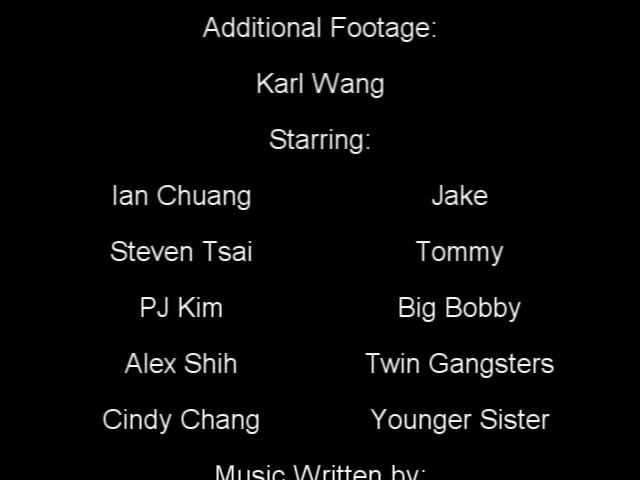 Additional Footage:
Karl Wang
Starring:
Ian Chuang Jake
Steven Tsai Tommy
PJ Kim Big Bobby
Alex Shih Twin Gangsters
Cindy Chang Younger Sister
Music Written by: